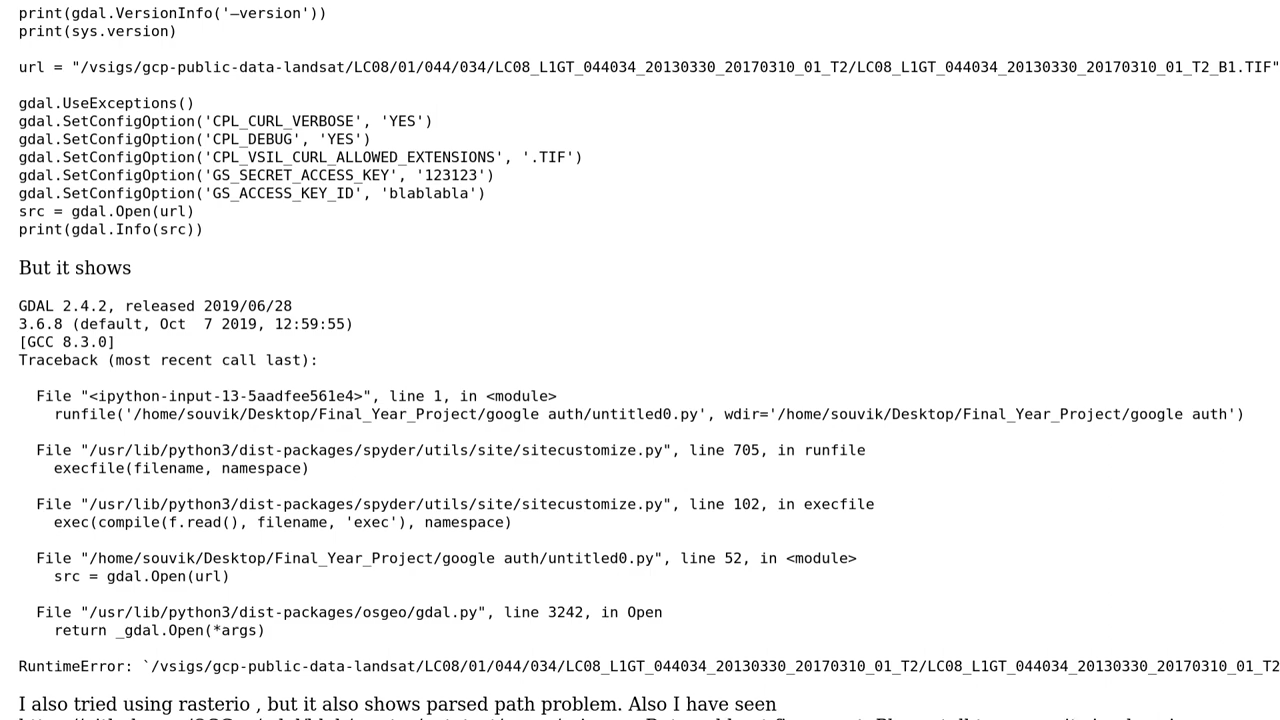 print(gdal.VersionInfo('—version'))
print(sys.version)
url = "/vsigs/gcp-public-data-landsat/LC08/01/044/034/LC08_L1GT_044034_20130330_20170310_01_T2/LC08_L1GT_044034_20130330_20170310_01_T2_B1.TIF"
gdal.UseExceptions()
gdal.SetConfigOption('CPL_CURL_VERBOSE', 'YES')
gdal.SetConfigOption('CPL_DEBUG', 'YES')
gdal.SetConfigOption('CPL_VSIL_CURL_ALLOWED_EXTENSIONS', '.TIF')
gdal.SetConfigOption('GS_SECRET_ACCESS_KEY', '123123')
gdal.SetConfigOption('GS_ACCESS_KEY_ID', 'blablabla')
src = gdal.Open(url)
print(gdal.Info(src))
But it shows
GDAL 2.4.2, released 2019/06/28
3.6.8 (default, Oct  7 2019, 12:59:55)
[GCC 8.3.0]
Traceback (most recent call last):
  File "<ipython-input-13-5aadfee561e4>", line 1, in <module>
    runfile('/home/souvik/Desktop/Final_Year_Project/google auth/untitled0.py', wdir='/home/souvik/Desktop/Final_Year_Project/google auth')
  File "/usr/lib/python3/dist-packages/spyder/utils/site/sitecustomize.py", line 705, in runfile
    execfile(filename, namespace)
  File "/usr/lib/python3/dist-packages/spyder/utils/site/sitecustomize.py", line 102, in execfile
    exec(compile(f.read(), filename, 'exec'), namespace)
  File "/home/souvik/Desktop/Final_Year_Project/google auth/untitled0.py", line 52, in <module>
    src = gdal.Open(url)
  File "/usr/lib/python3/dist-packages/osgeo/gdal.py", line 3242, in Open
    return _gdal.Open(*args)
RuntimeError: `/vsigs/gcp-public-data-landsat/LC08/01/044/034/LC08_L1GT_044034_20130330_20170310_01_T2/LC08_L1GT_044034_20130330_20170310_01_T2
I also tried using rasterio , but it also shows parsed path problem. Also I have seen